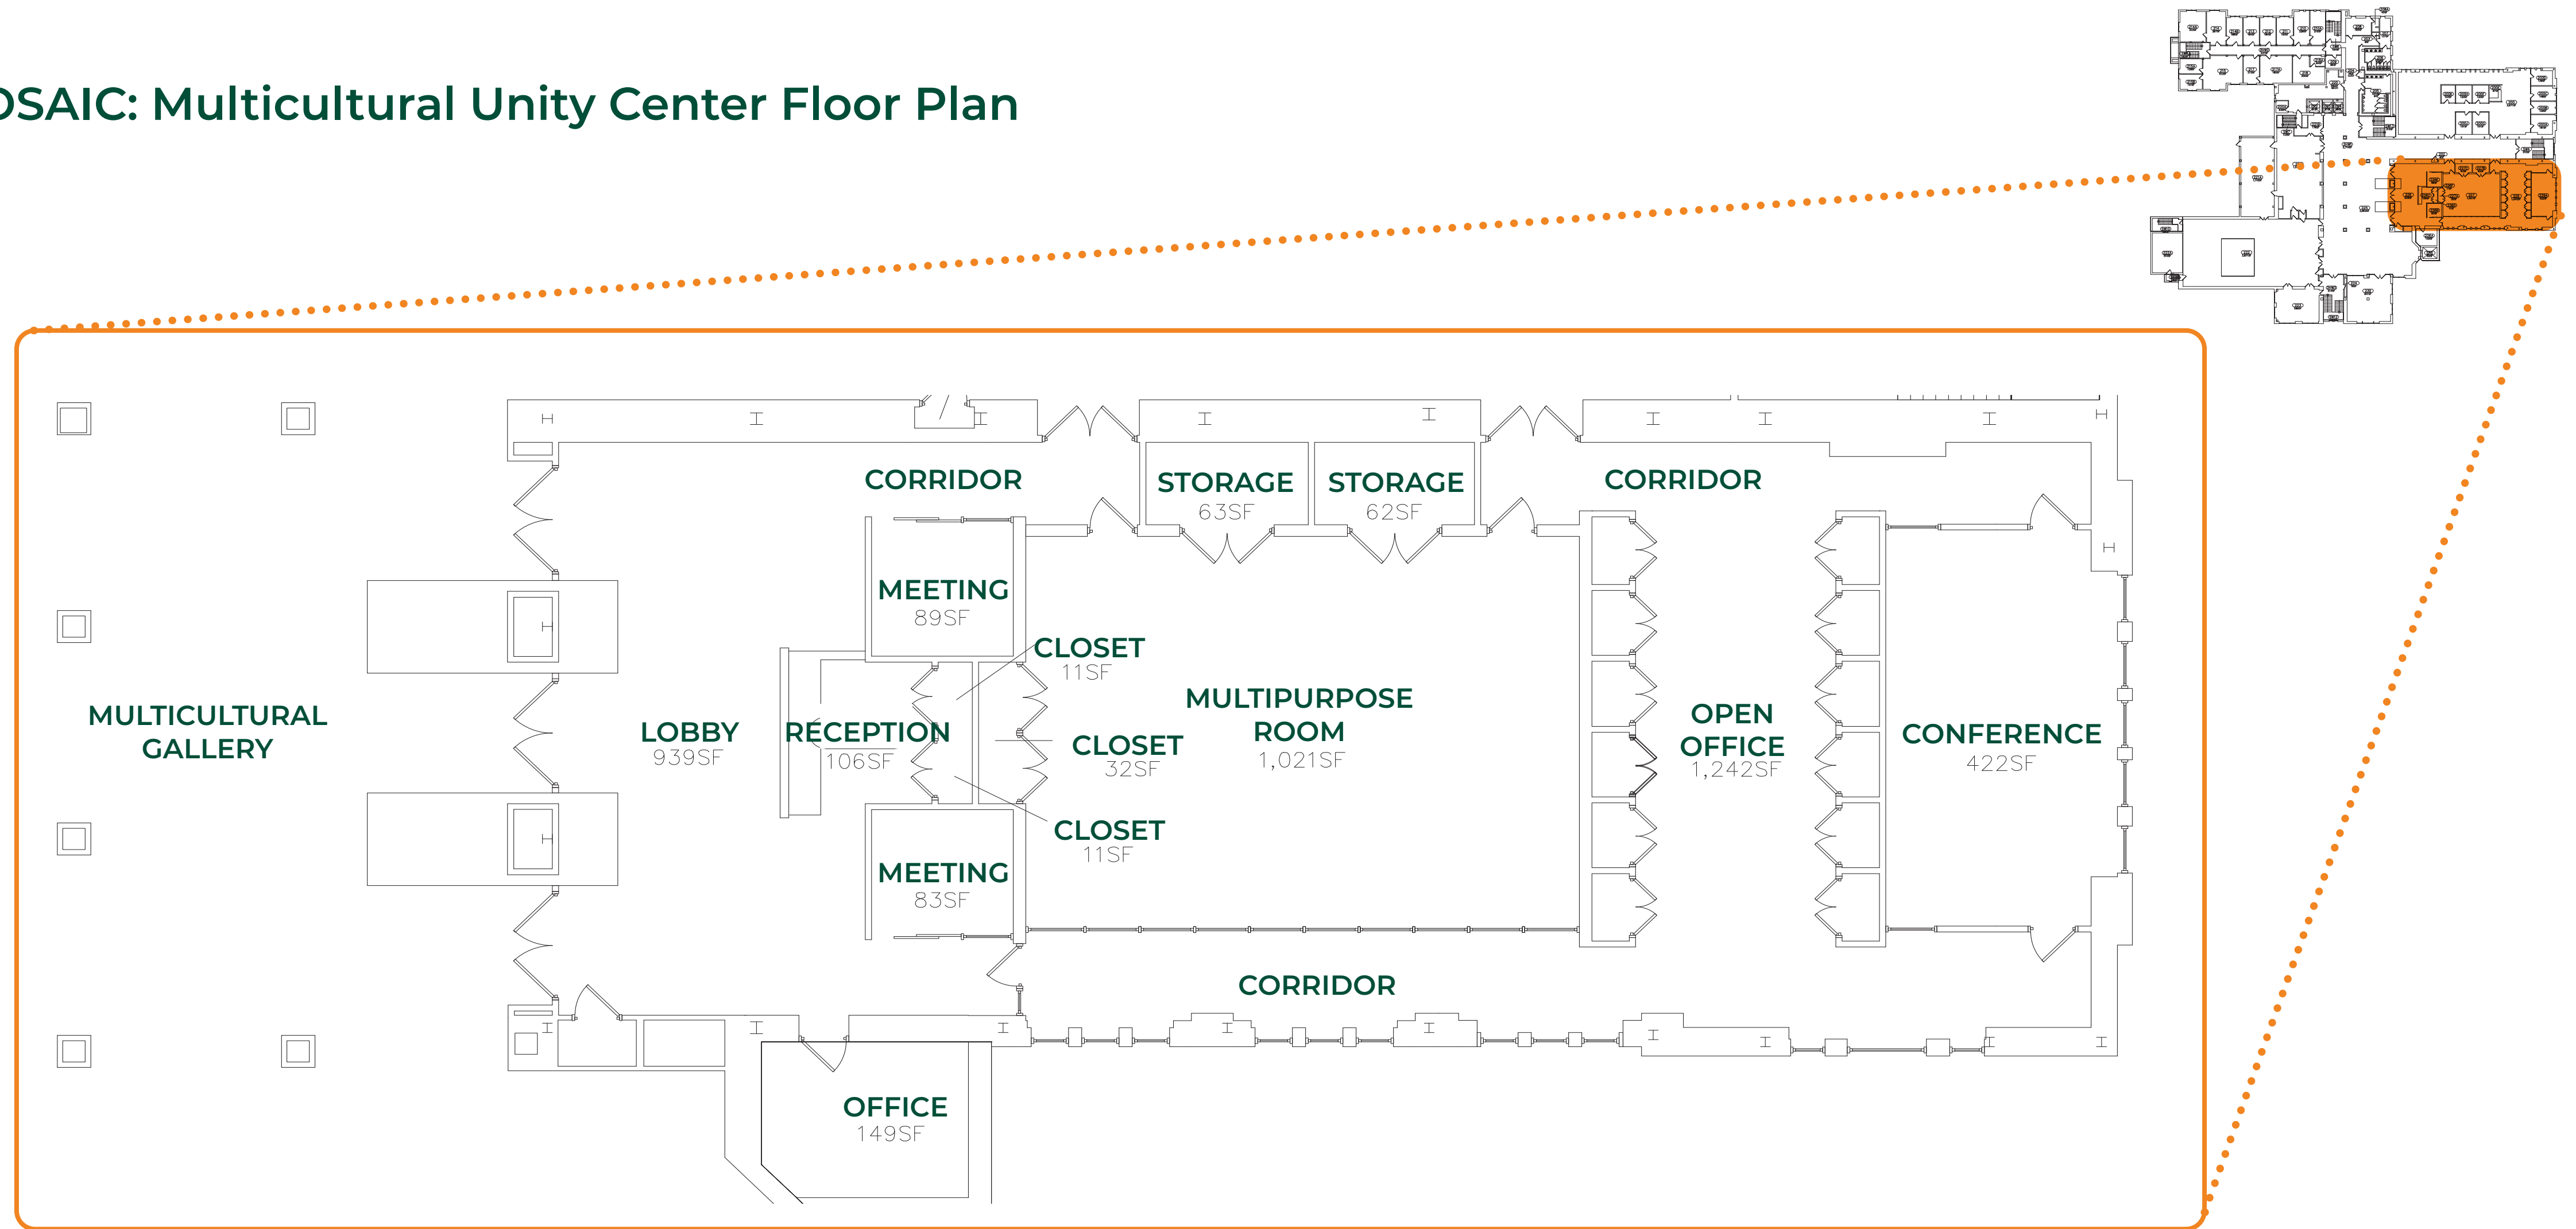 OSAIC: Multicultural Unity Center Floor Plan
CORRIDOR
STORAGE
63SF
STORAGE
62SF
CORRIDOR
MEETING
89SF
CLOSET
11SF
MULTICULTURAL
GALLERY
LOBBY
939SF
RECEPTION
106SF
CLOSET
32SF
MULTIPURPOSE
ROOM
1,021SF
OPEN
OFFICE
1,242SF
CONFERENCE
422SF
CLOSET
11SF
MEETING
83SF
CORRIDOR
OFFICE
149SF